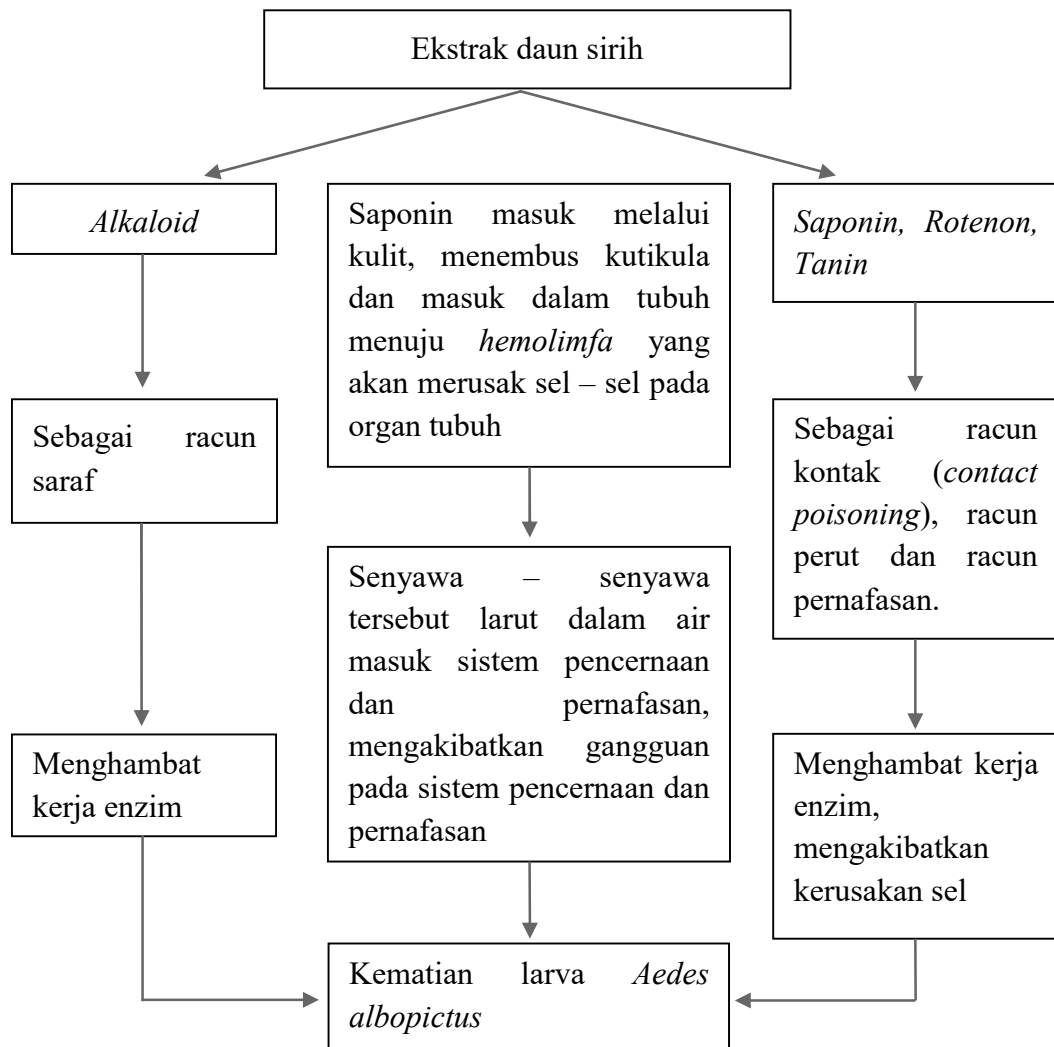 Ekstrak daun sirih
Alkaloid
Sebagai racun
saraf
Menghambat
kerja enzim
Saponin masuk melalui
kulit, menembus kutikula
dan masuk dalam tubuh
menuju hemolimfa yang
akan merusak sel – sel pada
organ tubuh
Senyawa – senyawa
tersebut larut dalam air
masuk sistem pencernaan
dan pernafasan,
mengakibatkan gangguan
pada sistem pencernaan dan
pernafasan
Saponin, Rotenon,
Tanin
Sebagai racun
kontak (contact
poisoning), racun
perut dan racun
pernafasan.
Menghambat kerja
enzim,
mengakibatkan
kerusakan sel
Kematian larva Aedes
albopictus